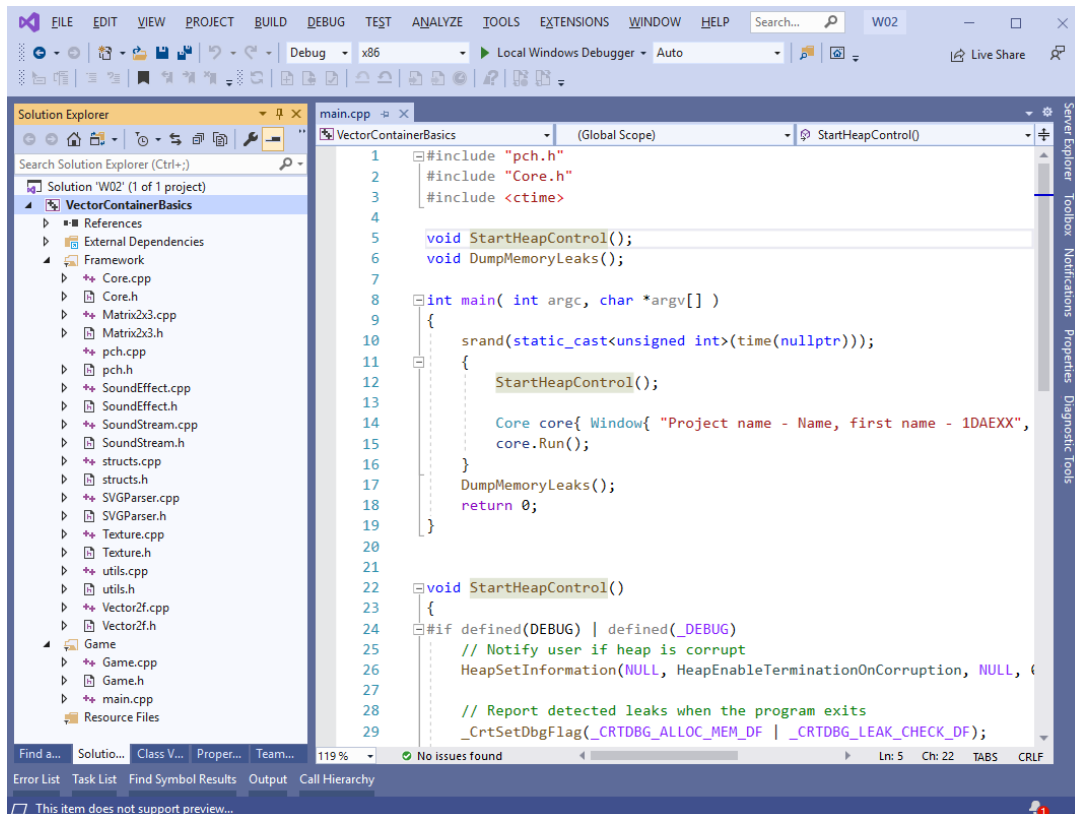 FILE EDIT VIEW PROJECT BUILD DEBUG TEST ANALYZE TOOLS EXTENSIONS WINDOW HELP Search... W02
Debug x86 Local Windows Debugger Auto Live Share
Solution Explorer
Search Solution Explorer (Ctrl+;)
Solution 'W02' (1 of 1 project)
VectorContainerBasics
References
External Dependencies
Framework
Core.cpp
Core.h
Matrix2x3.cpp
Matrix2x3.h
pch.cpp
pch.h
SoundEffect.cpp
SoundEffect.h
SoundStream.cpp
SoundStream.h
structs.cpp
structs.h
SVGParser.cpp
SVGParser.h
Texture.cpp
Texture.h
utils.cpp
utils.h
Vector2f.cpp
Vector2f.h
Game
Game.cpp
Game.h
main.cpp
Resource Files
Find a... Solutio... Class V... Proper... Team...
main.cpp
VectorContainerBasics (Global Scope) StartHeapControl()
1 #include "pch.h"
2 #include "Core.h"
3 #include <ctime>
4
5 void StartHeapControl();
6 void DumpMemoryLeaks();
7
8 int main( int argc, char *argv[] )
9 {
10 srand(static_cast<unsigned int>(time(nullptr)));
11 {
12 StartHeapControl();
13
14 Core core{ Window{ "Project name - Name, first name - 1DAEXX",
15 core.Run();
16 }
17 DumpMemoryLeaks();
18 return 0;
19 }
20
21
22 void StartHeapControl()
23 {
24 #if defined(DEBUG) | defined(_DEBUG)
25 // Notify user if heap is corrupt
26 HeapSetInformation(NULL, HeapEnableTerminationOnCorruption, NULL,
27
28 // Report detected leaks when the program exits
29 _CrtSetDbgFlag(_CRTDBG_ALLOC_MEM_DF | _CRTDBG_LEAK_CHECK_DF);
119 % No issues found Ln: 5 Ch: 22 TABS CRLF
Server Explorer
Toolbox
Notifications
Properties
Diagnostic Tools
Error List Task List Find Symbol Results Output Call Hierarchy
This item does not support preview... 1